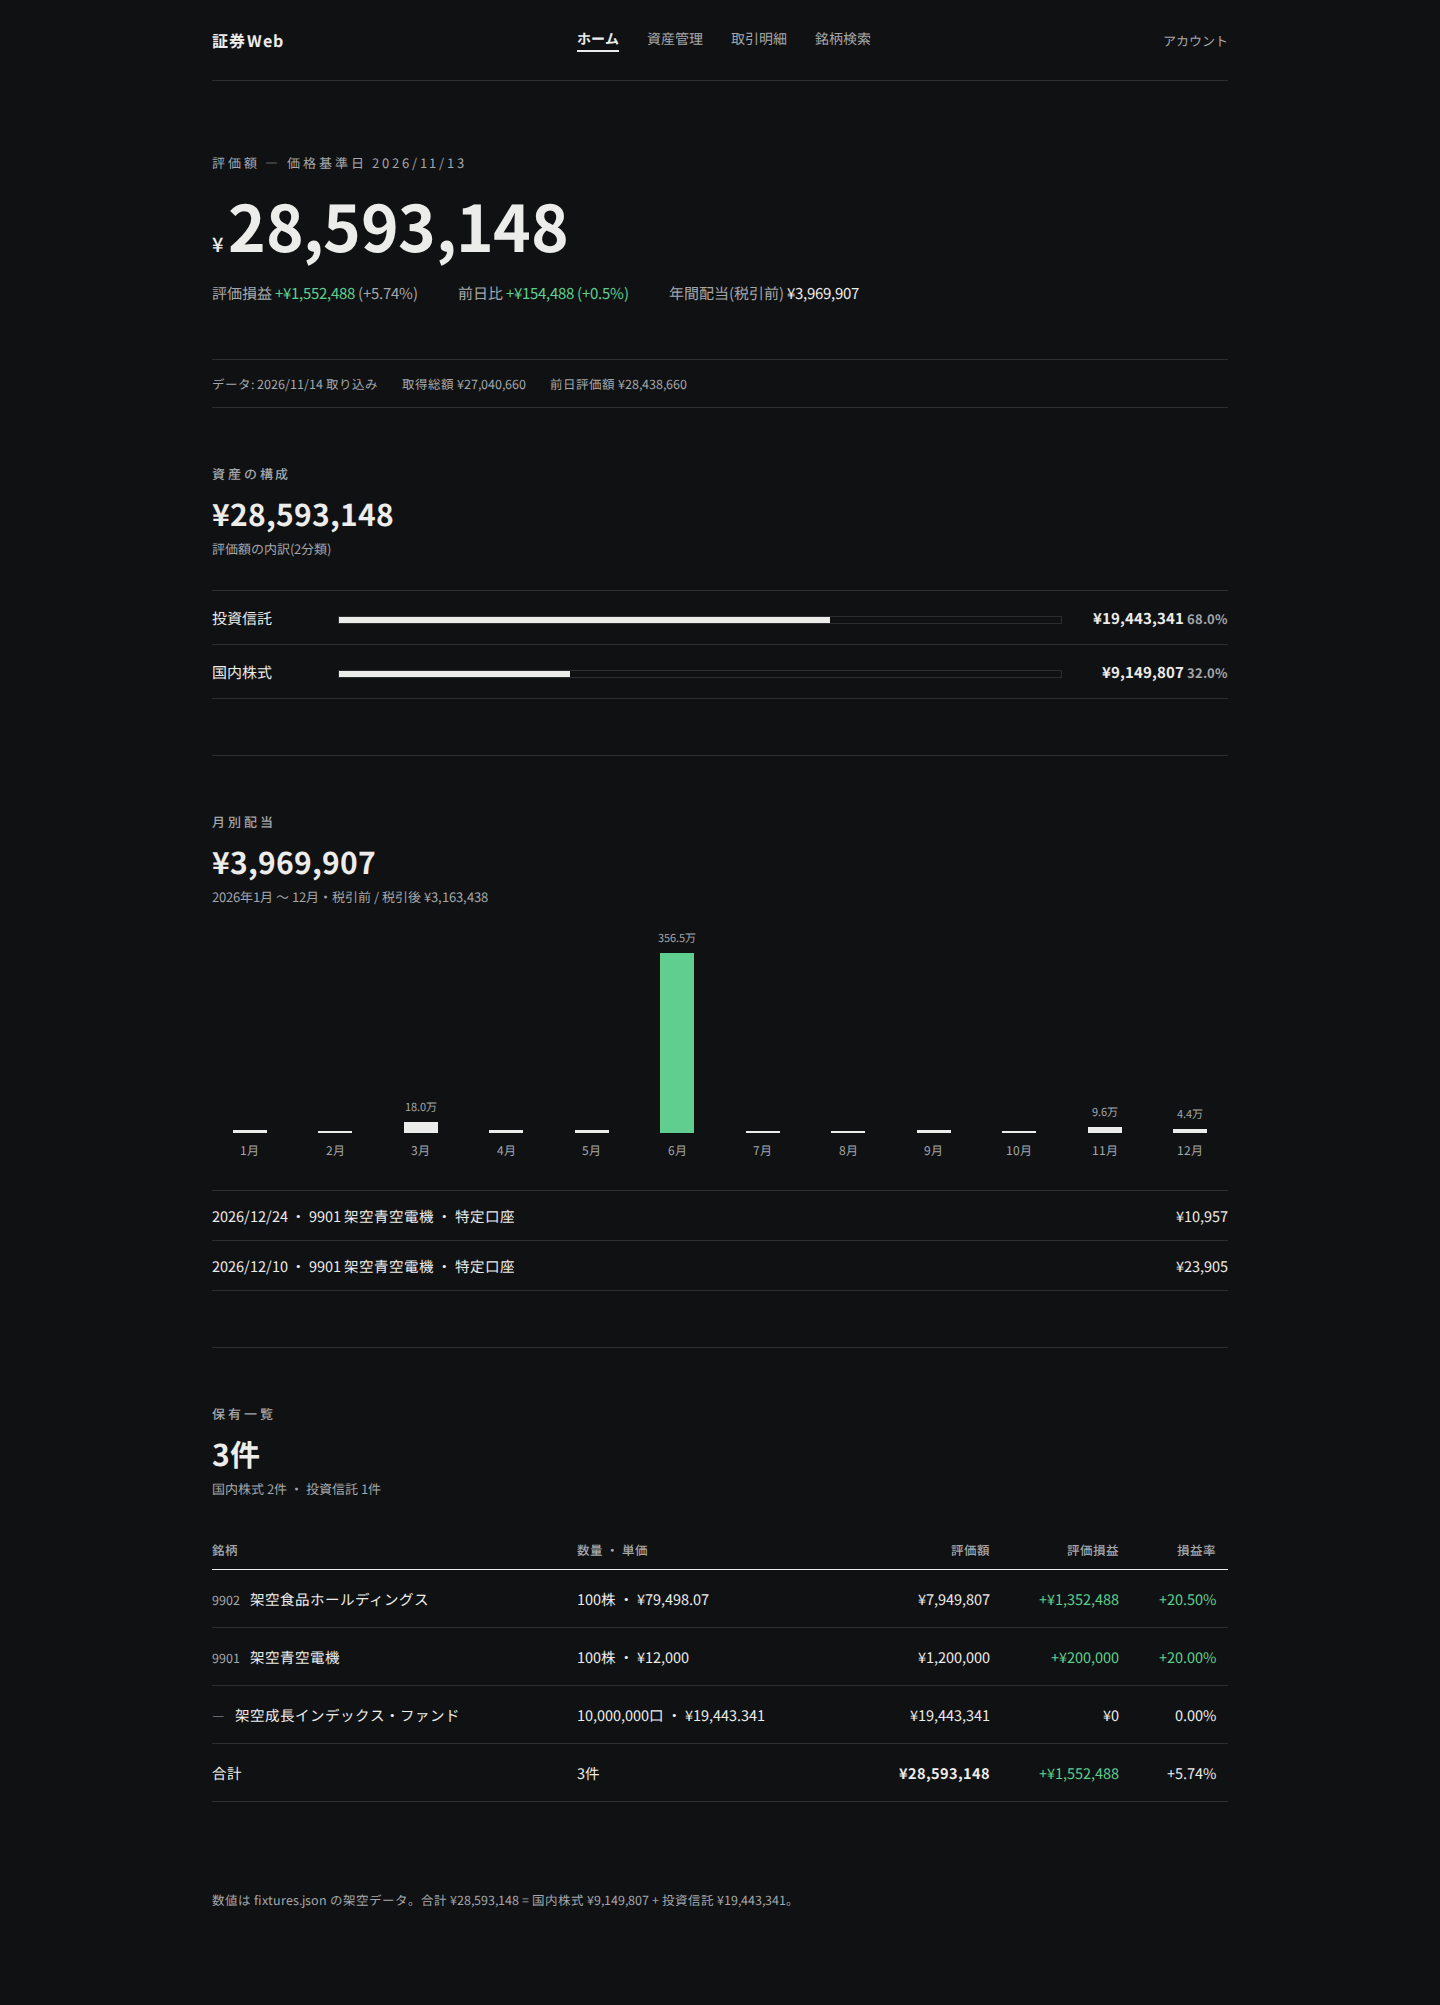 証券Web ホーム 資産管理 取引明細 銘柄検索 アカウント
評価額 — 価格基準日 2026/11/13
¥ 28,593,148
評価損益 +¥1,552,488 (+5.74%) 前日比 +¥154,488 (+0.5%) 年間配当(税引前) ¥3,969,907
データ: 2026/11/14 取り込み 取得総額 ¥27,040,660 前日評価額 ¥28,438,660
資産の構成
¥28,593,148
評価額の内訳(2分類)
投資信託 ¥19,443,341 68.0%
国内株式 ¥9,149,807 32.0%
月別配当
¥3,969,907
2026年1月 〜 12月・税引前 / 税引後 ¥3,163,438
356.5万
18.0万 9.6万 4.4万
1月 2月 3月 4月 5月 6月 7月 8月 9月 10月 11月 12月
2026/12/24 ・ 9901 架空青空電機 ・ 特定口座 ¥10,957
2026/12/10 ・ 9901 架空青空電機 ・ 特定口座 ¥23,905
保有一覧
3件
国内株式 2件 ・ 投資信託 1件
銘柄 数量 ・ 単価 評価額 評価損益 損益率
9902 架空食品ホールディングス 100株 ・ ¥79,498.07 ¥7,949,807 +¥1,352,488 +20.50%
9901 架空青空電機 100株 ・ ¥12,000 ¥1,200,000 +¥200,000 +20.00%
— 架空成長インデックス・ファンド 10,000,000口 ・ ¥19,443.341 ¥19,443,341 ¥0 0.00%
合計 3件 ¥28,593,148 +¥1,552,488 +5.74%
数値は fixtures.json の架空データ。合計 ¥28,593,148 = 国内株式 ¥9,149,807 + 投資信託 ¥19,443,341。